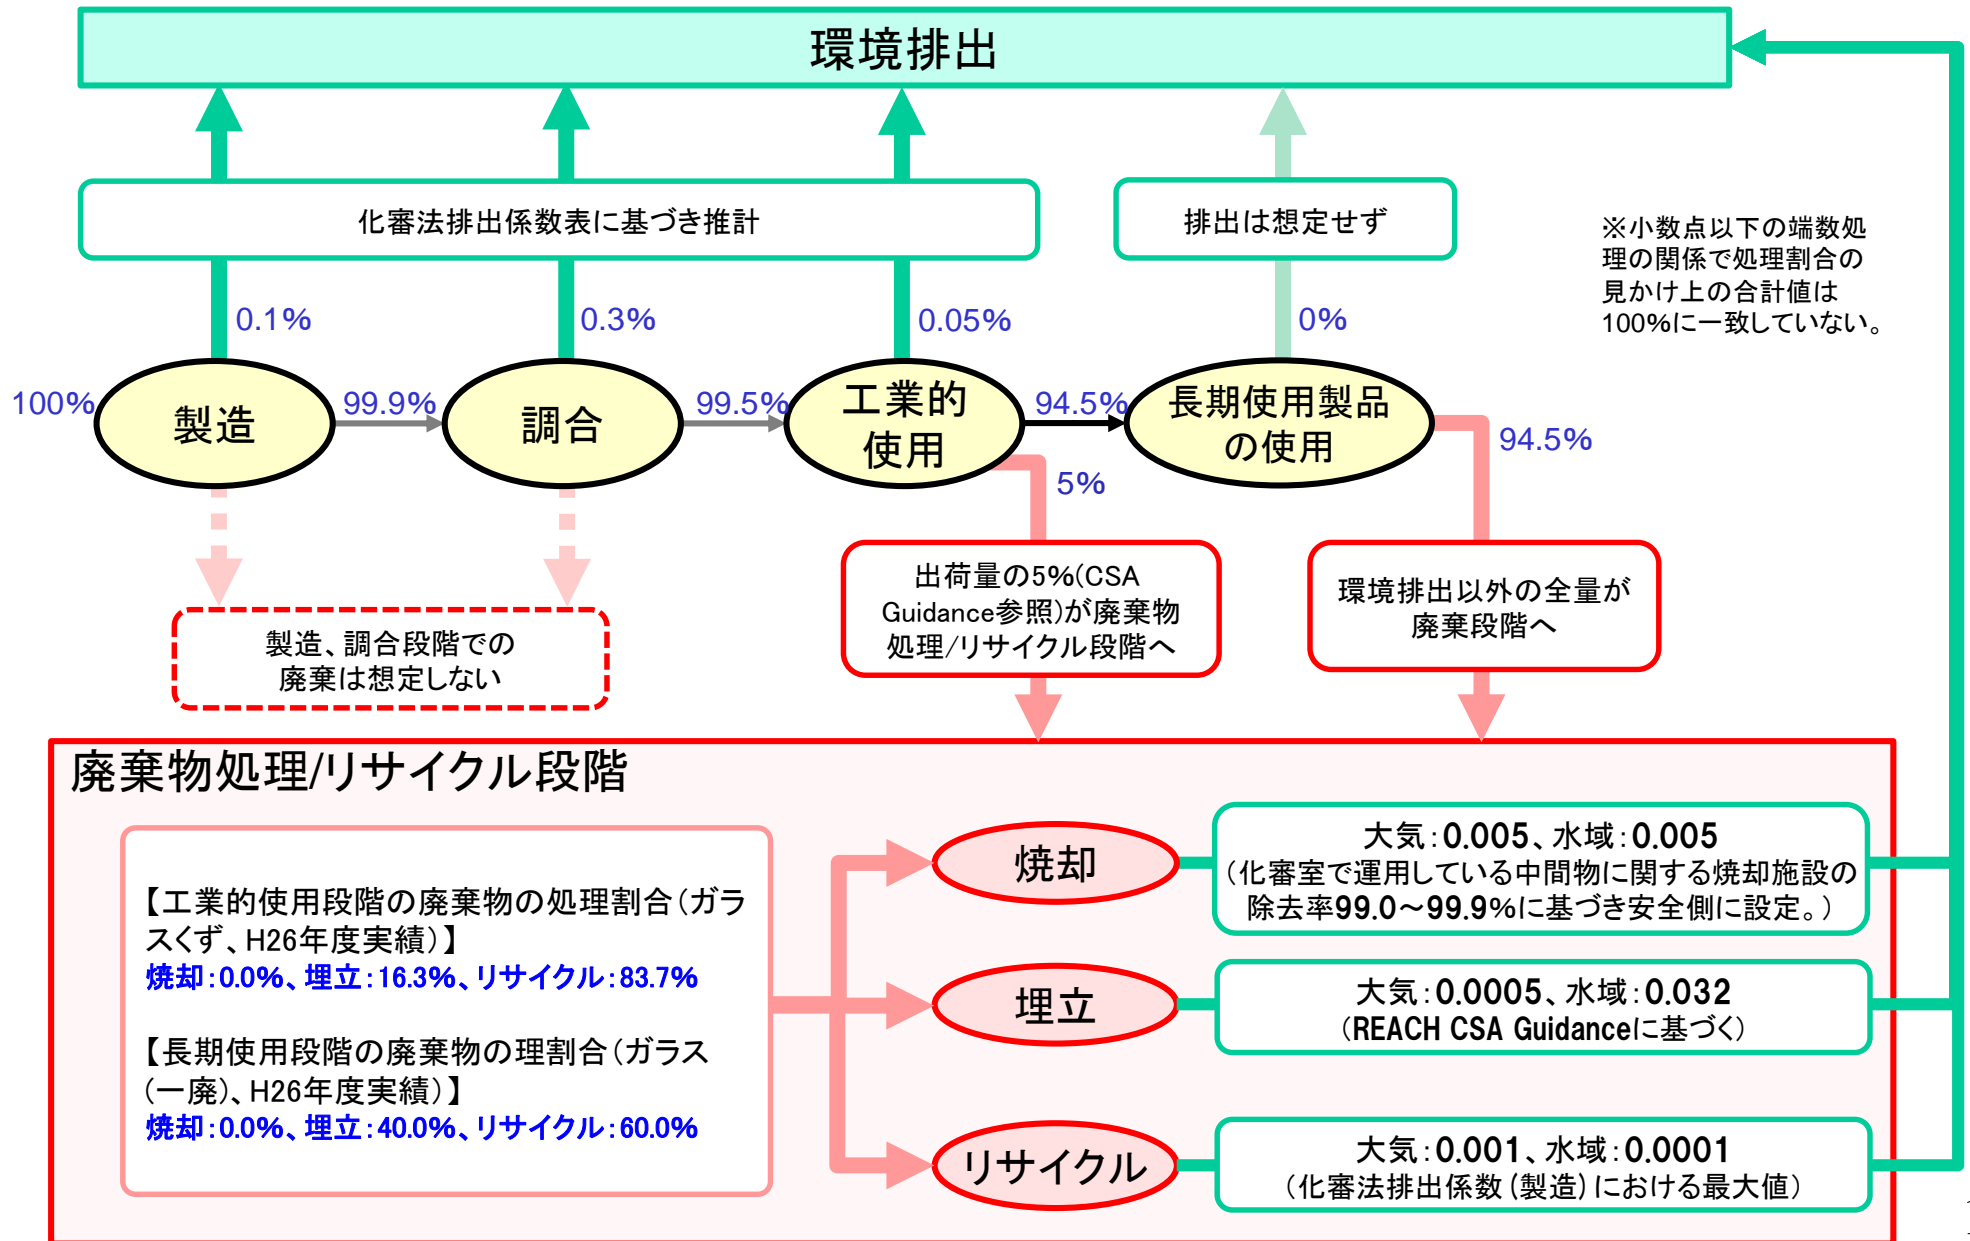 環境排出
化審法排出係数表に基づき推計
排出は想定せず
※小数点以下の端数処
理の関係で処理割合の
見かけ上の合計値は
100%に一致していない。
0.1%
0.3%
0.05%
0%
100%
製造
99.9%
調合
99.5%
工業的
使用
94.5%
長期使用製品
の使用
94.5%
5%
製造、調合段階での
廃棄は想定しない
出荷量の5%(CSA
Guidance参照)が廃棄物
処理/リサイクル段階へ
環境排出以外の全量が
廃棄段階へ
廃棄物処理/リサイクル段階
【工業的使用段階の廃棄物の処理割合(ガラ
スくず、H26年度実績)】
焼却:0.0%、埋立:16.3%、リサイクル:83.7%
【長期使用段階の廃棄物の理割合(ガラス
(一廃)、H26年度実績)】
焼却:0.0%、埋立:40.0%、リサイクル:60.0%
焼却
大気:0.005、水域:0.005
(化審室で運用している中間物に関する焼却施設の
除去率99.0～99.9%に基づき安全側に設定。)
埋立
大気:0.0005、水域:0.032
(REACH CSA Guidanceに基づく)
リサイクル
大気:0.001、水域:0.0001
(化審法排出係数(製造)における最大値)